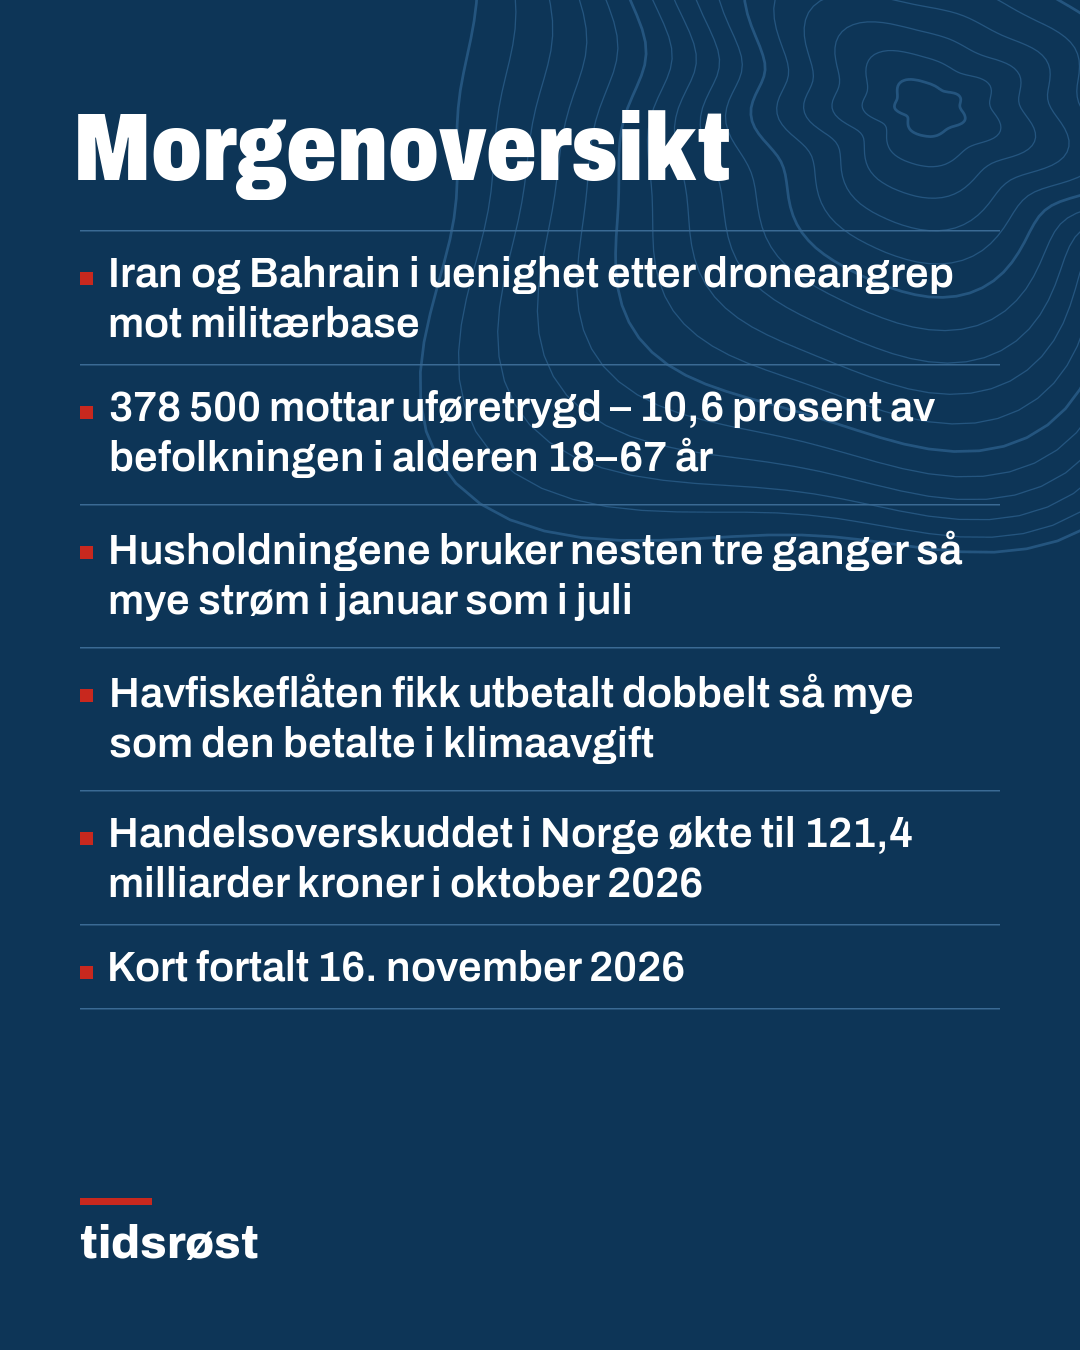 Morgenoversikt
Iran og Bahrain i uenighet etter droneangrep
mot militærbase
378 500 mottar uføretrygd – 10,6 prosent av
befolkningen i alderen 18–67 år
Husholdningene bruker nesten tre ganger så
mye strøm i januar som i juli
Havfiskeflåten fikk utbetalt dobbelt så mye
som den betalte i klimaavgift
Handelsoverskuddet i Norge økte til 121,4
milliarder kroner i oktober 2026
Kort fortalt 16. november 2026
tidsrøst